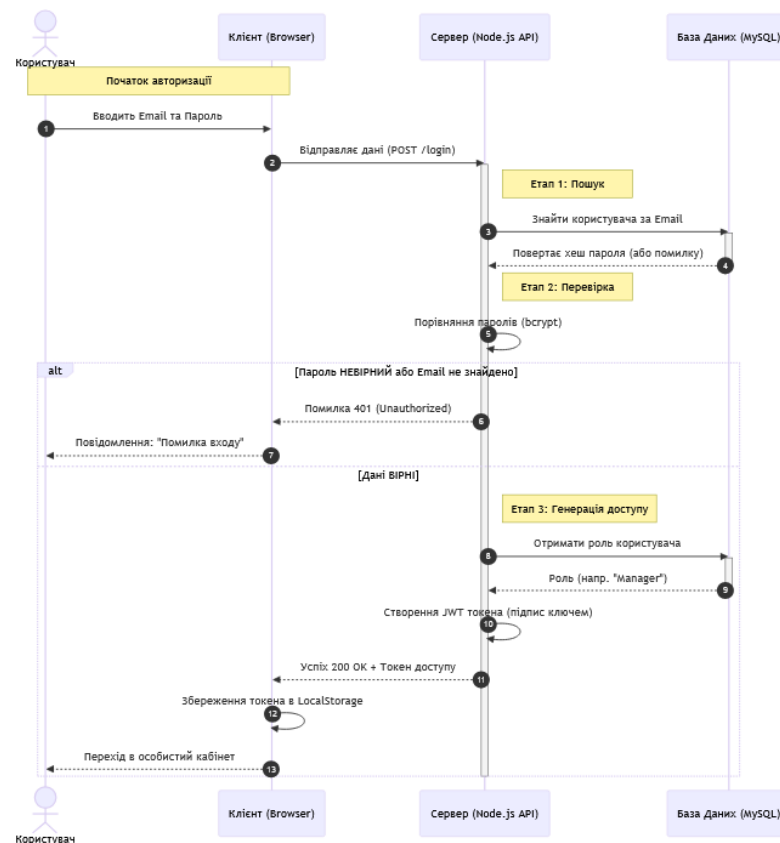 Користувач
Клієнт (Browser)
Сервер (Node.js API)
База Даних (MySQL)
Початок авторизації
1
Вводить Email та Пароль
2
Відправляє дані (POST /login)
Етап 1: Пошук
3
Знайти користувача за Email
Повертає хеш пароля (або помилку)
4
Етап 2: Перевірка
Порівняння паролів (bcrypt)
5
alt
[Пароль НЕВІРНИЙ або Email не знайдено]
Помилка 401 (Unauthorized)
6
Повідомлення: "Помилка входу"
7
[Дані ВІРНІ]
Етап 3: Генерація доступу
8
Отримати роль користувача
Роль (напр. "Manager")
9
Створення JWT токена (підпис ключем)
10
Успіх 200 OK + Токен доступу
11
Збереження токена в LocalStorage
12
Перехід в особистий кабінет
13
Користувач
Клієнт (Browser)
Сервер (Node.js API)
База Даних (MySQL)